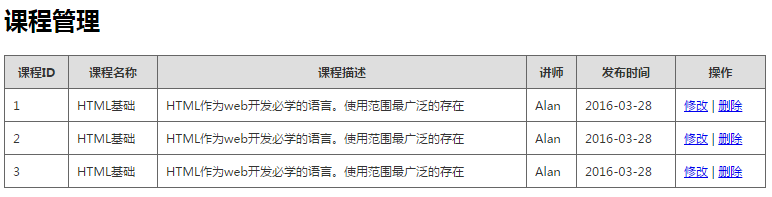 课程管理
课程ID 课程名称 课程描述 讲师 发布时间 操作
1 HTML基础 HTML作为web开发必学的语言。使用范围最广泛的存在 Alan 2016-03-28 修改 | 删除
2 HTML基础 HTML作为web开发必学的语言。使用范围最广泛的存在 Alan 2016-03-28 修改 | 删除
3 HTML基础 HTML作为web开发必学的语言。使用范围最广泛的存在 Alan 2016-03-28 修改 | 删除